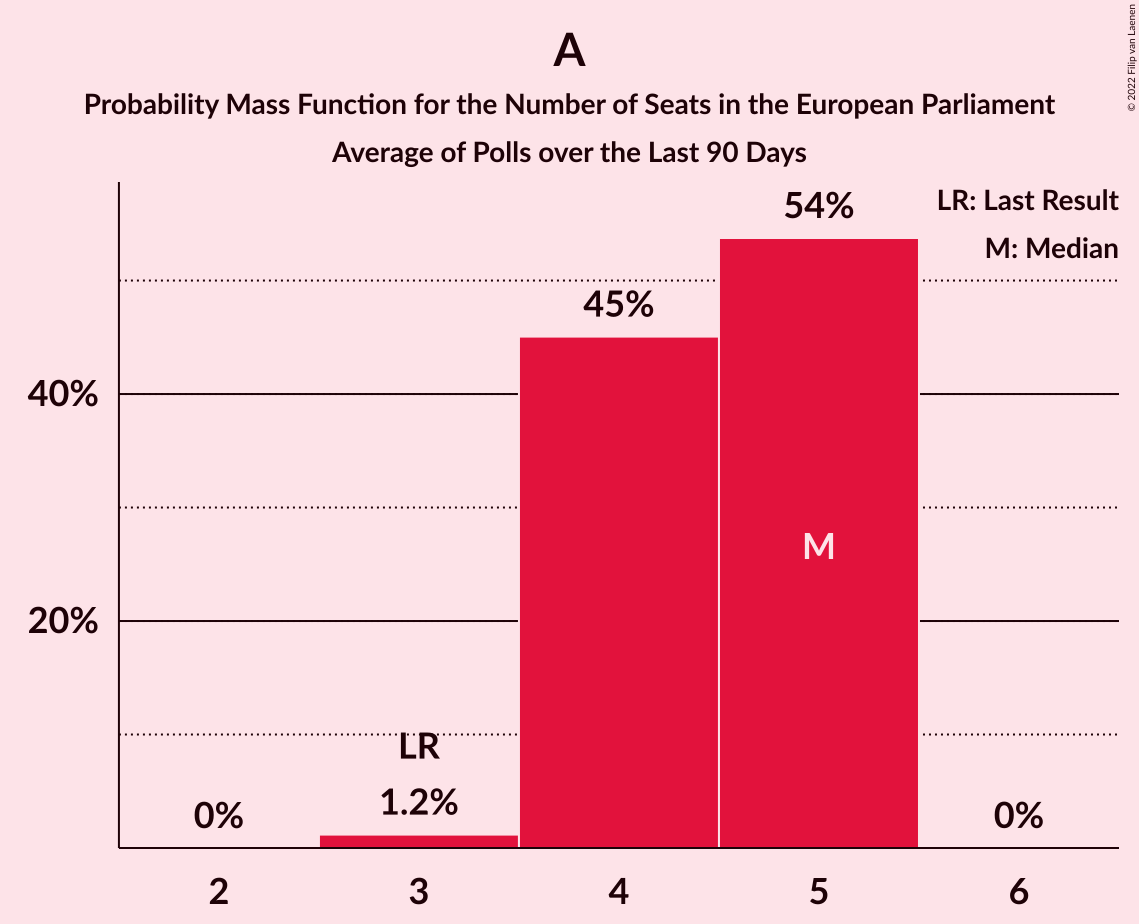 A
Probability Mass Function for the Number of Seats in the European Parliament
Average of Polls over the Last 90 Days
© 2022 Filip van Laenen
LR: Last Result
M: Median
54%
45%
40%
M
20%
LR
0%
1.2%
0%
2
3
4
5
6